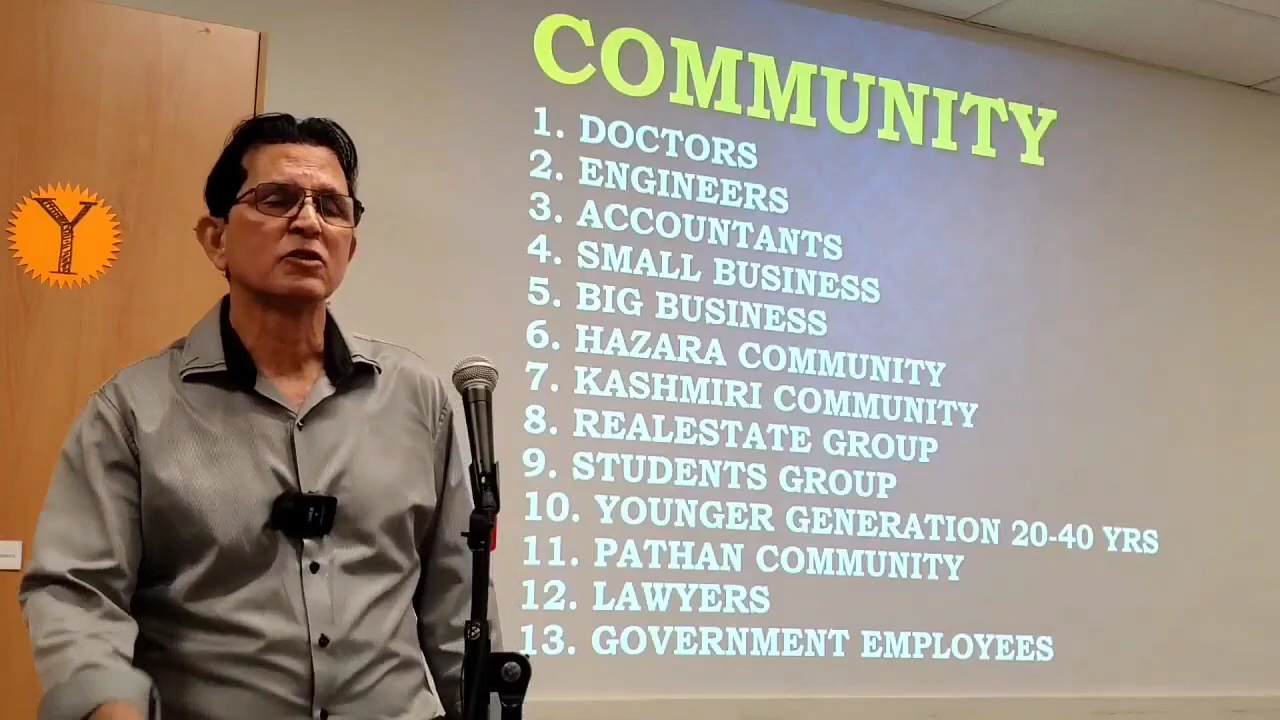 COMMUNITY
1. DOCTORS
2. ENGINEERS
3. ACCOUNTANTS
4. SMALL BUSINESS
5. BIG BUSINESS
6. HAZARA COMMUNITY
7. KASHMIRI COMMUNITY
8. REALESTATE GROUP
9. STUDENTS GROUP
10. YOUNGER GENERATION 20-40 YRS
11. PATHAN COMMUNITY
12. LAWYERS
13. GOVERNMENT EMPLOYEES
Y